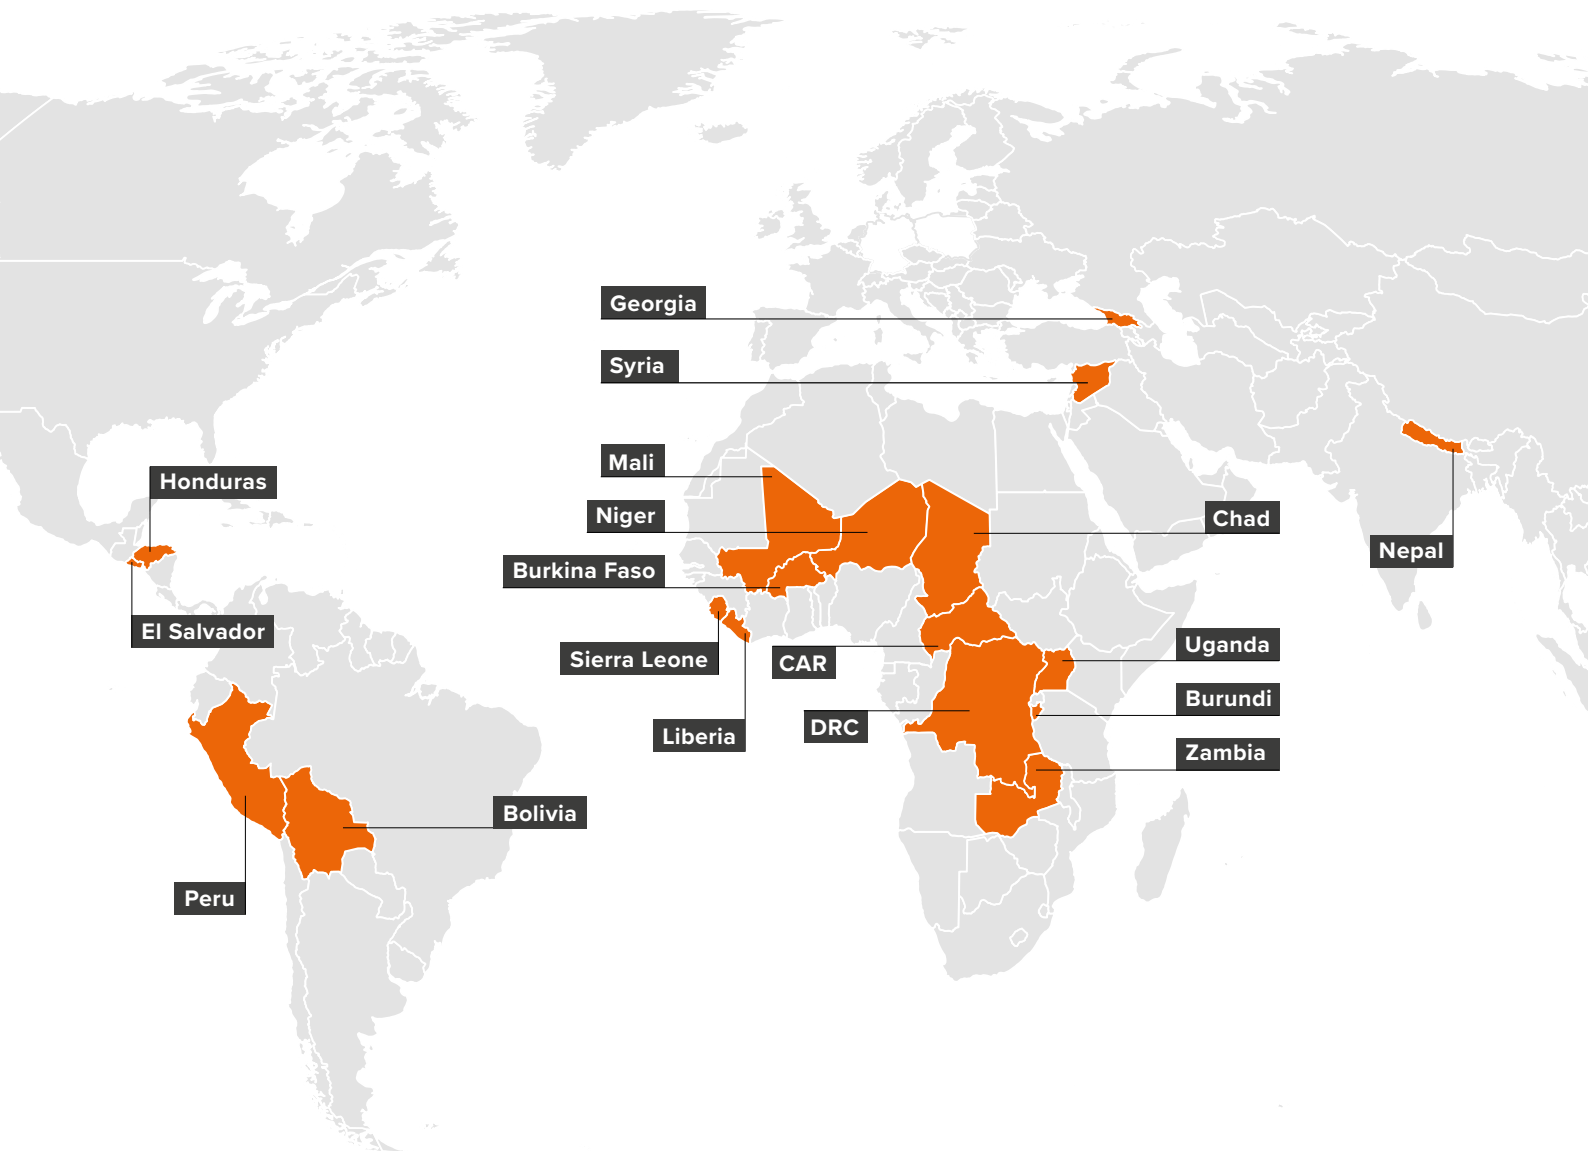 Georgia
Syria
Mali
Honduras
Niger
Chad
Nepal
Burkina Faso
El Salvador
Uganda
Sierra Leone
CAR
Burundi
DRC
Liberia
Zambia
Bolivia
Peru